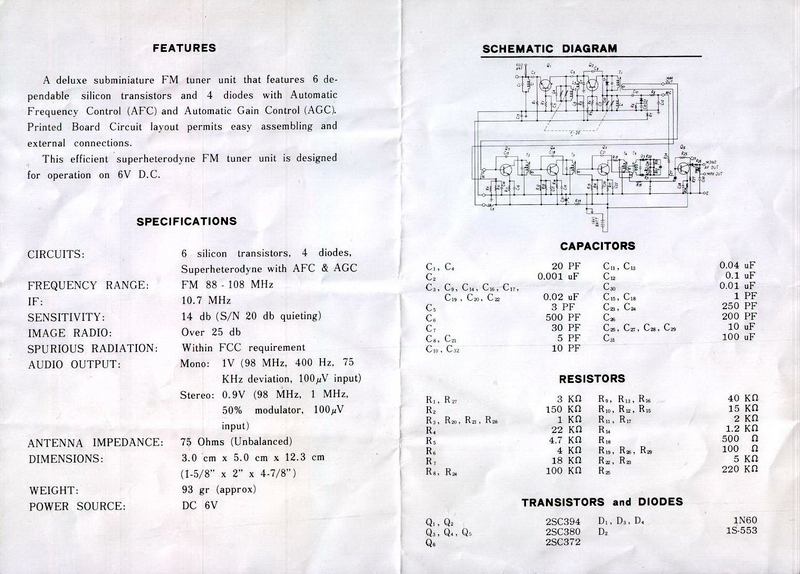 FEATURES
A deluxe subminiature FM tuner unit that features 6 de-
pendable silicon transistors and 4 diodes with Automatic
Frequency Control (AFC) and Automatic Gain Control (AGC).
Printed Board Circuit layout permits easy assembling and
external connections.
This efficient superheterodyne FM tuner unit is designed
for operation on 6V D.C.
SPECIFICATIONS
CIRCUITS: 6 silicon transistors, 4 diodes,
Superheterodyne with AFC & AGC
FREQUENCY RANGE: FM 88 - 108 MHz
IF: 10.7 MHz
SENSITIVITY: 14 db (S/N 20 db quieting)
IMAGE RADIO: Over 25 db
SPURIOUS RADIATION: Within FCC requirement
AUDIO OUTPUT: Mono: 1V (98 MHz, 400 Hz, 75
KHz deviation, 100μV input)
Stereo: 0.9V (98 MHz, 1 MHz,
50% modulator, 100μV
input)
ANTENNA IMPEDANCE: 75 Ohms (Unbalanced)
DIMENSIONS: 3.0 cm x 5.0 cm x 12.3 cm
(1-5/8" x 2" x 4-7/8")
WEIGHT: 93 gr (approx)
POWER SOURCE: DC 6V
SCHEMATIC DIAGRAM
CAPACITORS
C₁, C₄ 20 PF C₁₁, C₁₃ 0.04 uF
C₂ 0.001 uF C₁₂ 0.1 uF
C₃, C₉, C₁₄, C₁₆, C₁₇, C₃₀ 0.01 uF
C₁₉, C₂₀, C₂₂ 0.02 uF C₁₅, C₁₈ 1 PF
C₅ 3 PF C₂₃, C₂₄ 250 PF
C₆ 500 PF C₂₆ 200 PF
C₇ 30 PF C₂₅, C₂₇, C₂₈, C₂₉ 10 uF
C₈, C₂₁ 5 PF C₃₁ 100 uF
C₁₀, C₃₂ 10 PF
RESISTORS
R₁, R₂₇ 3 KΩ R₉, R₁₃, R₁₆ 40 KΩ
R₂ 150 KΩ R₁₀, R₁₂, R₁₅ 15 KΩ
R₃, R₂₀, R₂₁, R₂₈ 1 KΩ R₁₁, R₁₇ 2 KΩ
R₄ 22 KΩ R₁₄ 1.2 KΩ
R₅ 4.7 KΩ R₁₈ 500 Ω
R₆ 4 KΩ R₁₉, R₂₆, R₂₉ 100 Ω
R₇ 18 KΩ R₂₂, R₂₃ 5 KΩ
R₈, R₂₄ 100 KΩ R₂₅ 220 KΩ
TRANSISTORS and DIODES
Q₁, Q₂ 2SC394 D₁, D₃, D₄ 1N60
Q₃, Q₄, Q₅ 2SC380 D₂ 1S-553
Q₆ 2SC372